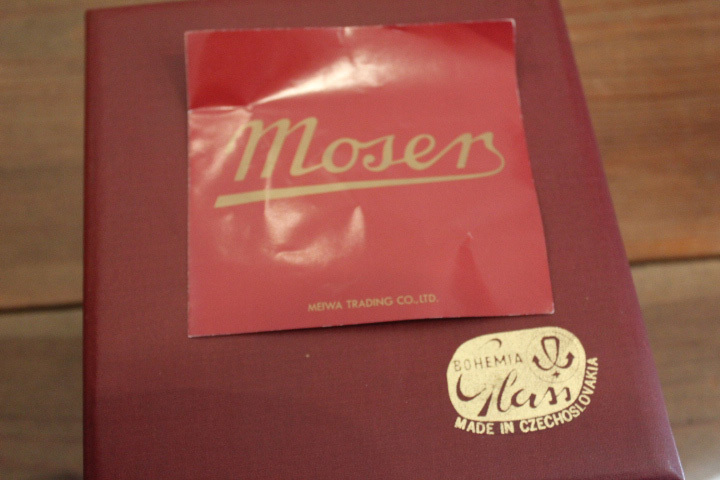 Moser
MEIWA TRADING CO., LTD.
BOHEMIA
Glass
MADE IN CZECHOSLOVAKIA